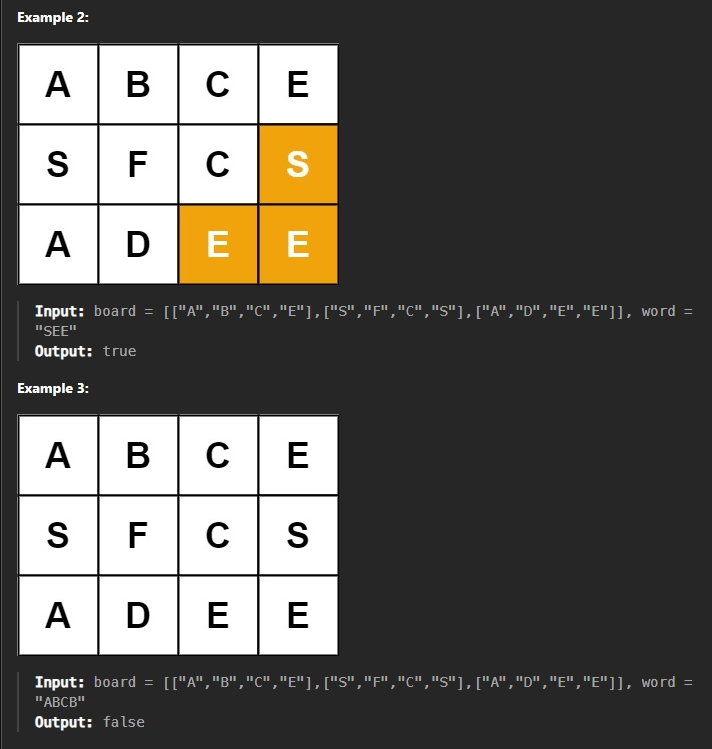 Example 2:
A B C E
S F C S
A D E E
Input: board = [["A","B","C","E"],["S","F","C","S"],["A","D","E","E"]], word =
"SEE"
Output: true
Example 3:
A B C E
S F C S
A D E E
Input: board = [["A","B","C","E"],["S","F","C","S"],["A","D","E","E"]], word =
"ABCB"
Output: false